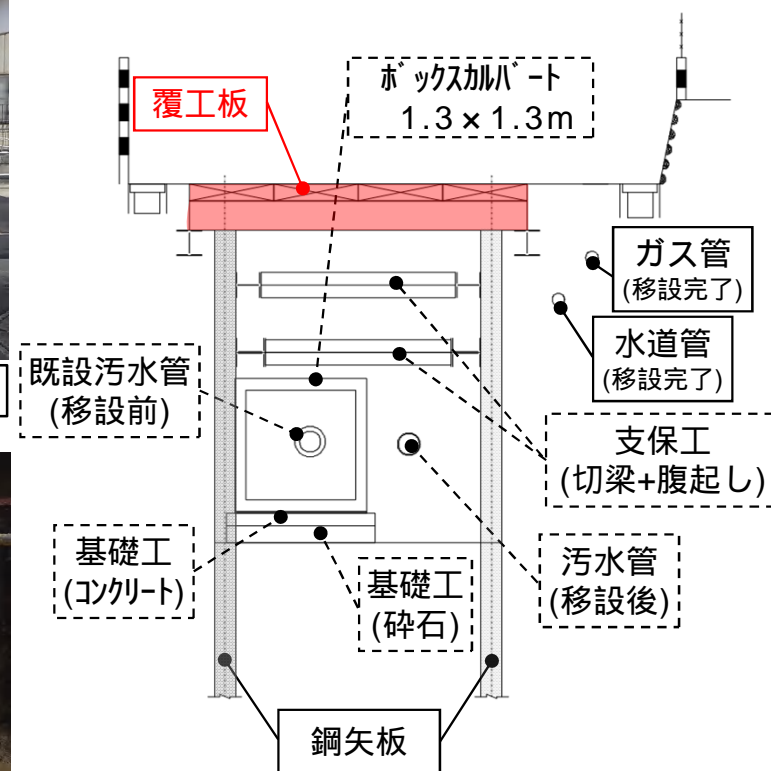 ボックスカルバート
1.3×1.3m
覆工板
ガス管
(移設完了)
水道管
(移設完了)
既設汚水管
(移設前)
支保工
(切梁+腹起し)
基礎工
(コンクリート)
基礎工
(砕石)
汚水管
(移設後)
鋼矢板